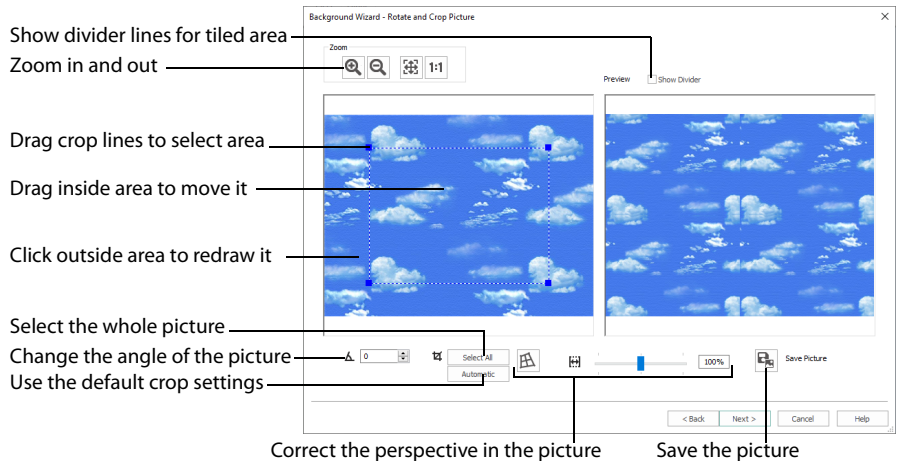 Background Wizard - Rotate and Crop Picture
Show divider lines for tiled area
Zoom in and out
Zoom
1:1
Preview
Show Divider
Drag crop lines to select area
Drag inside area to move it
Click outside area to redraw it
Select the whole picture
Change the angle of the picture
Use the default crop settings
0
Select All
Automatic
100%
Save Picture
< Back
Next >
Cancel
Help
Correct the perspective in the picture
Save the picture